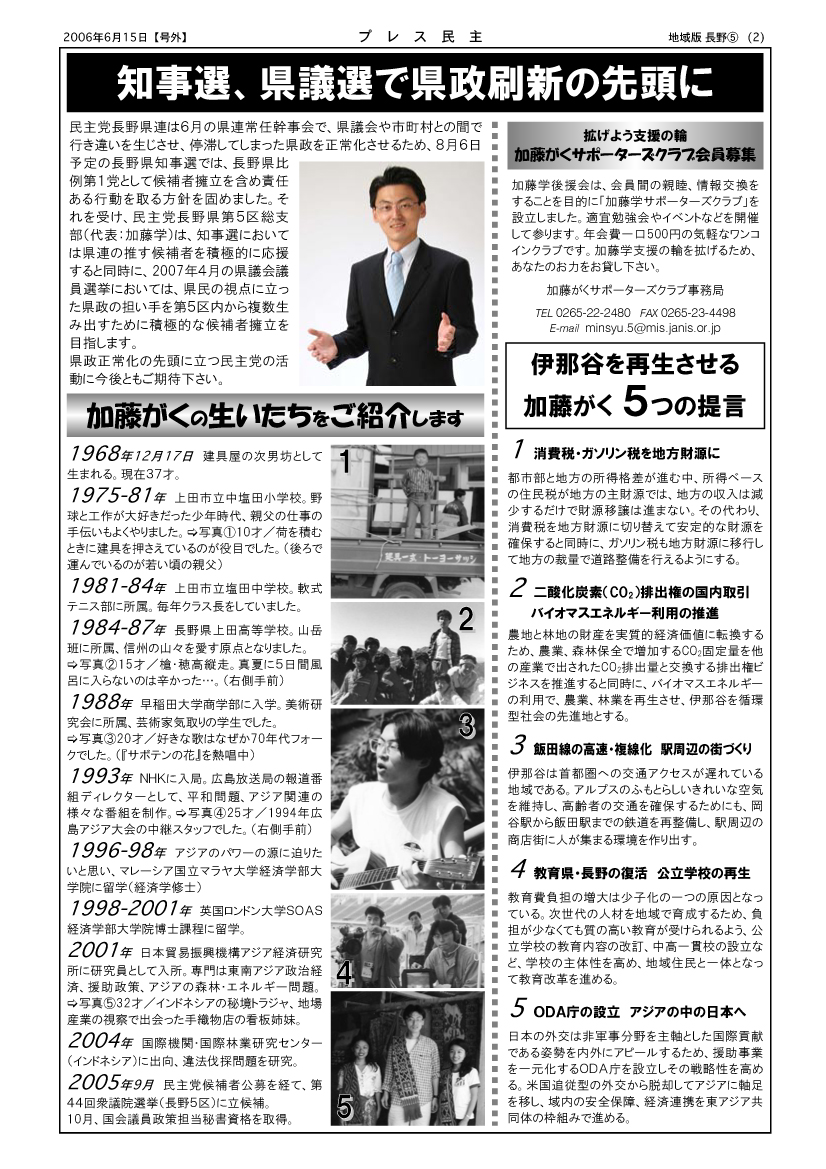 2006年6月15日【号外】
プレス民主
地域版 長野⑤ (2)
知事選、県議選で県政刷新の先頭に
民主党長野県連は6月の県連常任幹事会で、県議会や市町村との間で
行き違いを生じさせ、停滞してしまった県政を正常化させるため、8月6日
予定の長野県知事選では、長野県比
例第1党として候補者擁立を含め責任
ある行動を取る方針を固めました。そ
れを受け、民主党長野県第5区総支
部(代表：加藤学)は、知事選において
は県連の推す候補者を積極的に応援
すると同時に、2007年4月の県議会議
員選挙においては、県民の視点に立っ
た県政の担い手を第5区内から複数生
み出すために積極的な候補者擁立を
目指します。
県政正常化の先頭に立つ民主党の活
動に今後ともご期待下さい。
加藤がくの生いたちをご紹介します
1968年12月17日 建具屋の次男坊として
生まれる。現在37才。
1975-81年 上田市立中塩田小学校。野
球と工作が大好きだった少年時代、親父の仕事の
手伝いもよくやりました。⇨写真①10才／荷を積む
ときに建具を押さえているのが役目でした。（後ろで
運んでいるのが若い頃の親父）
1981-84年 上田市立塩田中学校。軟式
テニス部に所属。毎年クラス長をしていました。
1984-87年 長野県上田高等学校。山岳
班に所属、信州の山々を愛す原点となりました。
⇨写真②15才／槍・穂高縦走。真夏に5日間風
呂に入らないのは辛かった…。（右側手前）
1988年 早稲田大学商学部に入学。美術研
究会に所属、芸術家気取りの学生でした。
⇨写真③20才／好きな歌はなぜか70年代フォー
クでした。（『サボテンの花』を熱唱中）
1993年 NHKに入局。広島放送局の報道番
組ディレクターとして、平和問題、アジア関連の
様々な番組を制作。⇨写真④25才／1994年広
島アジア大会の中継スタッフでした。（右側手前）
1996-98年 アジアのパワーの源に迫りた
いと思い、マレーシア国立マラヤ大学経済学部大
学院に留学（経済学修士）
1998-2001年 英国ロンドン大学SOAS
経済学部大学院博士課程に留学。
2001年 日本貿易振興機構アジア経済研究
所に研究員として入所。専門は東南アジア政治経
済、援助政策、アジアの森林・エネルギー問題。
⇨写真⑤32才／インドネシアの秘境トラジャ、地場
産業の視察で出会った手織物店の看板姉妹。
2004年 国際機関・国際林業研究センター
（インドネシア）に出向、違法伐採問題を研究。
2005年9月 民主党候補者公募を経て、第
44回衆議院選挙（長野5区）に立候補。
10月、国会議員政策担当秘書資格を取得。
1
建具一式 トーヨーサッシ
2
3
4
5
拡げよう支援の輪
加藤がくサポーターズクラブ会員募集
加藤学後援会は、会員間の親睦、情報交換を
することを目的に「加藤学サポーターズクラブ」を
設立しました。適宜勉強会やイベントなどを開催
して参ります。年会費一口500円の気軽なワンコ
インクラブです。加藤学支援の輪を拡げるため、
あなたのお力をお貸し下さい。
加藤がくサポーターズクラブ事務局
TEL 0265-22-2480 FAX 0265-23-4498
E-mail minsyu.5@mis.janis.or.jp
伊那谷を再生させる
加藤がく 5つの提言
1 消費税・ガソリン税を地方財源に
都市部と地方の所得格差が進む中、所得ベース
の住民税が地方の主財源では、地方の収入は減
少するだけで財源移譲は進まない。その代わり、
消費税を地方財源に切り替えて安定的な財源を
確保すると同時に、ガソリン税も地方財源に移行し
て地方の裁量で道路整備を行えるようにする。
2 二酸化炭素（CO₂）排出権の国内取引
バイオマスエネルギー利用の推進
農地と林地の財産を実質的経済価値に転換する
ため、農業、森林保全で増加するCO₂固定量を他
の産業で出されたCO₂排出量と交換する排出権ビ
ジネスを推進すると同時に、バイオマスエネルギー
の利用で、農業、林業を再生させ、伊那谷を循環
型社会の先進地とする。
3 飯田線の高速・複線化 駅周辺の街づくり
伊那谷は首都圏への交通アクセスが遅れている
地域である。アルプスのふもとらしいきれいな空気
を維持し、高齢者の交通を確保するためにも、岡
谷駅から飯田駅までの鉄道を再整備し、駅周辺の
商店街に人が集まる環境を作り出す。
4 教育県・長野の復活 公立学校の再生
教育費負担の増大は少子化の一つの原因となっ
ている。次世代の人材を地域で育成するため、負
担が少なくても質の高い教育が受けられるよう、公
立学校の教育内容の改訂、中高一貫校の設立な
ど、学校の主体性を高め、地域住民と一体となっ
て教育改革を進める。
5 ODA庁の設立 アジアの中の日本へ
日本の外交は非軍事分野を主軸とした国際貢献
である姿勢を内外にアピールするため、援助事業
を一元化するODA庁を設立しその戦略性を高め
る。米国追従型の外交から脱却してアジアに軸足
を移し、域内の安全保障、経済連携を東アジア共
同体の枠組みで進める。